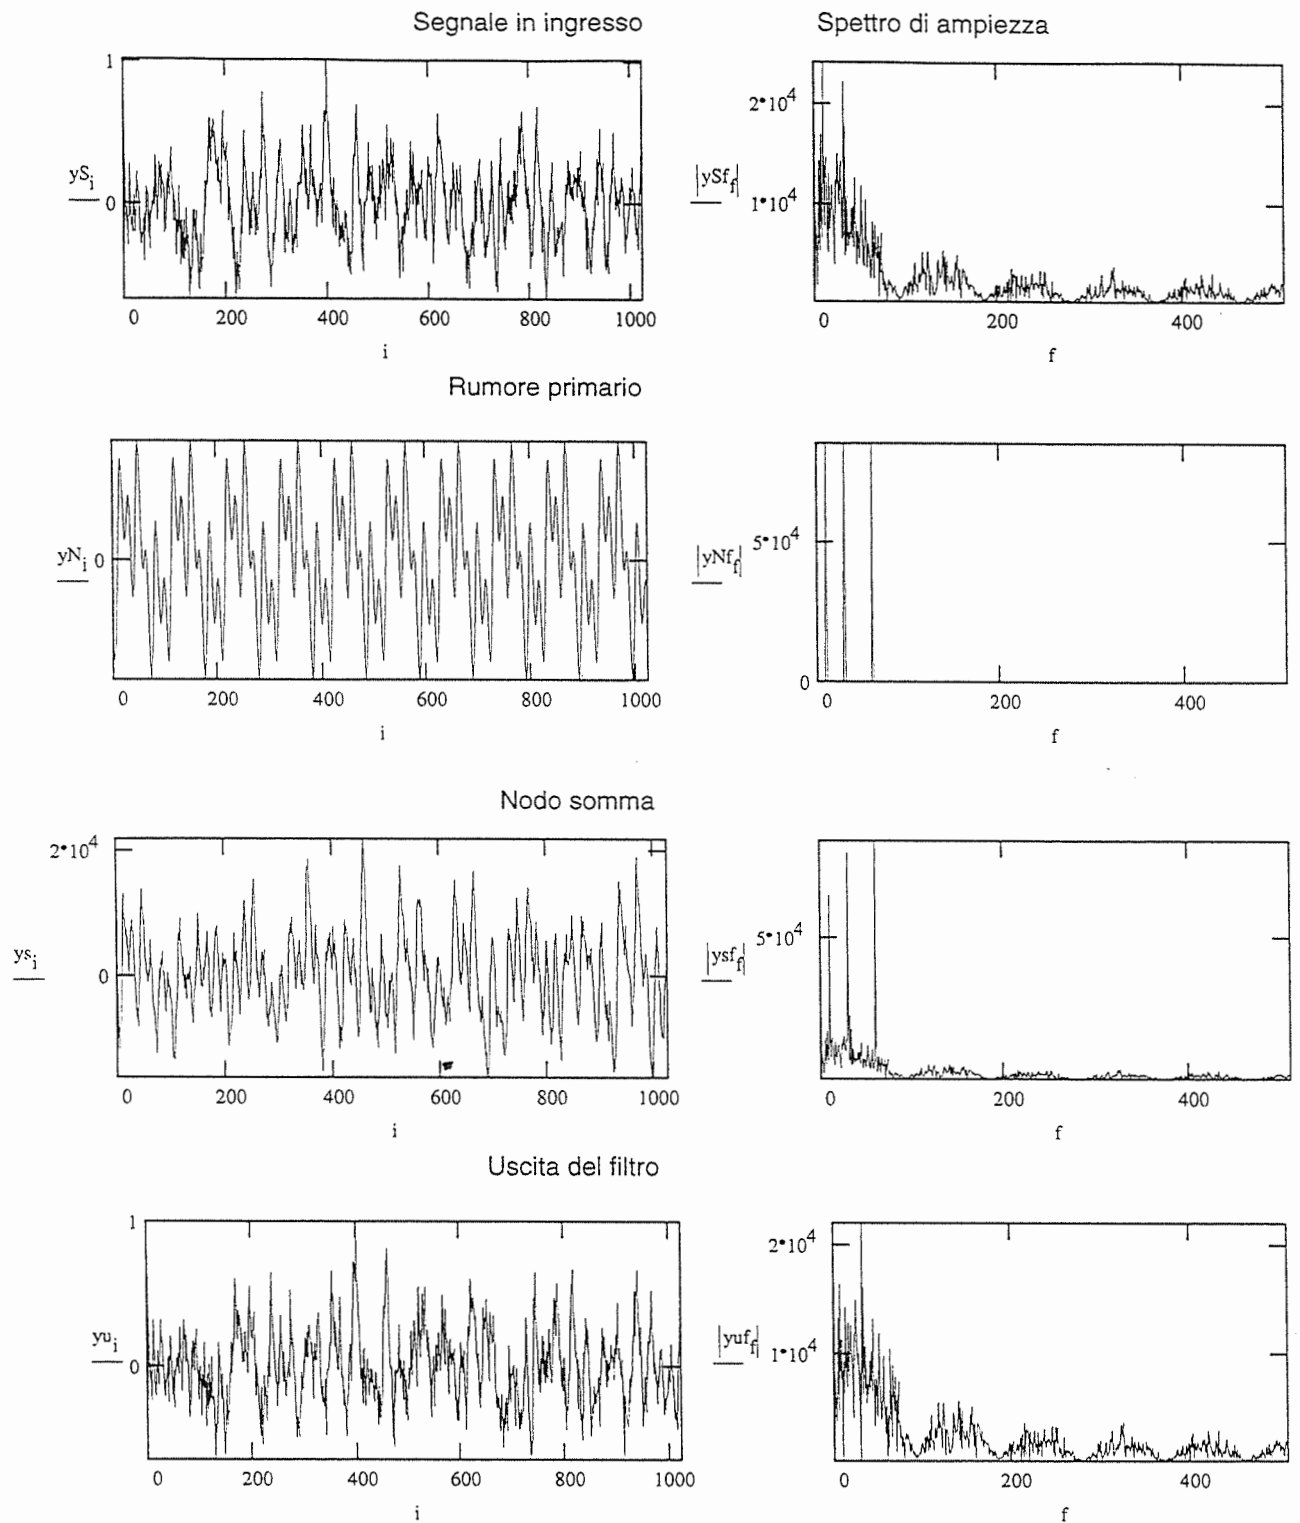 Segnale in ingresso
Spettro di ampiezza
1
yS_i
0
0 200 400 600 800 1000
i
2•10^4
|ySf_f|
1•10^4
0 200 400
f
Rumore primario
yN_i
0
0 200 400 600 800 1000
i
|yNf_f|
5•10^4
0
0 200 400
f
Nodo somma
2•10^4
ys_i
0
0 200 400 600 800 1000
i
5•10^4
|ysf_f|
0 200 400
f
Uscita del filtro
1
yu_i
0
0 200 400 600 800 1000
i
2•10^4
|yuf_f|
1•10^4
0 200 400
f